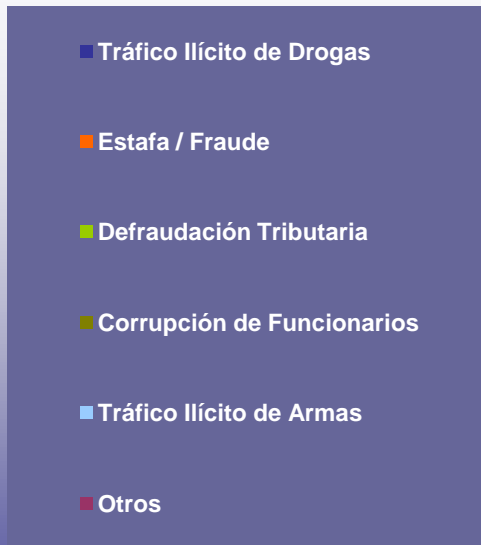 Tráfico Ilícito de Drogas
Estafa / Fraude
Defraudación Tributaria
Corrupción de Funcionarios
Tráfico Ilícito de Armas
Otros